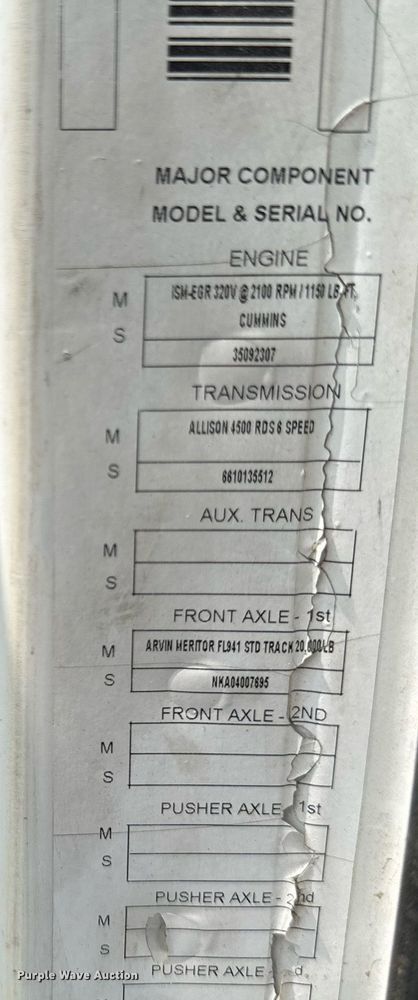 MAJOR COMPONENT
MODEL & SERIAL NO.
ENGINE
M ISM-EGR 320V @ 2100 RPM / 1150 LB. FT.
CUMMINS
S 35092307
TRANSMISSION
M ALLISON 4500 RDS 6 SPEED
S 6610135512
AUX. TRANS
M
S
FRONT AXLE - 1st
M ARVIN MERITOR FL941 STD TRACK 20,000LB
S NKA04007695
FRONT AXLE - 2ND
M
S
PUSHER AXLE - 1st
M
S
PUSHER AXLE - 2nd
M
S
PUSHER AXLE -
Purple Wave Auction